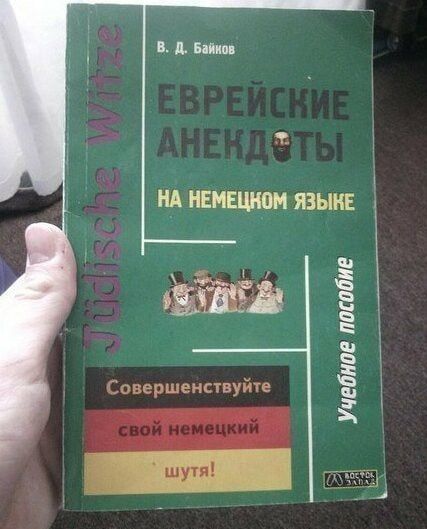 В. Д. Байков
ЕВРЕЙСКИЕ
АНЕКДОТЫ
НА НЕМЕЦКОМ ЯЗЫКЕ
Jüdische Witze
Учебное пособие
Совершенствуйте
свой немецкий
шутя!
ВОСТОК
ЗАПАД